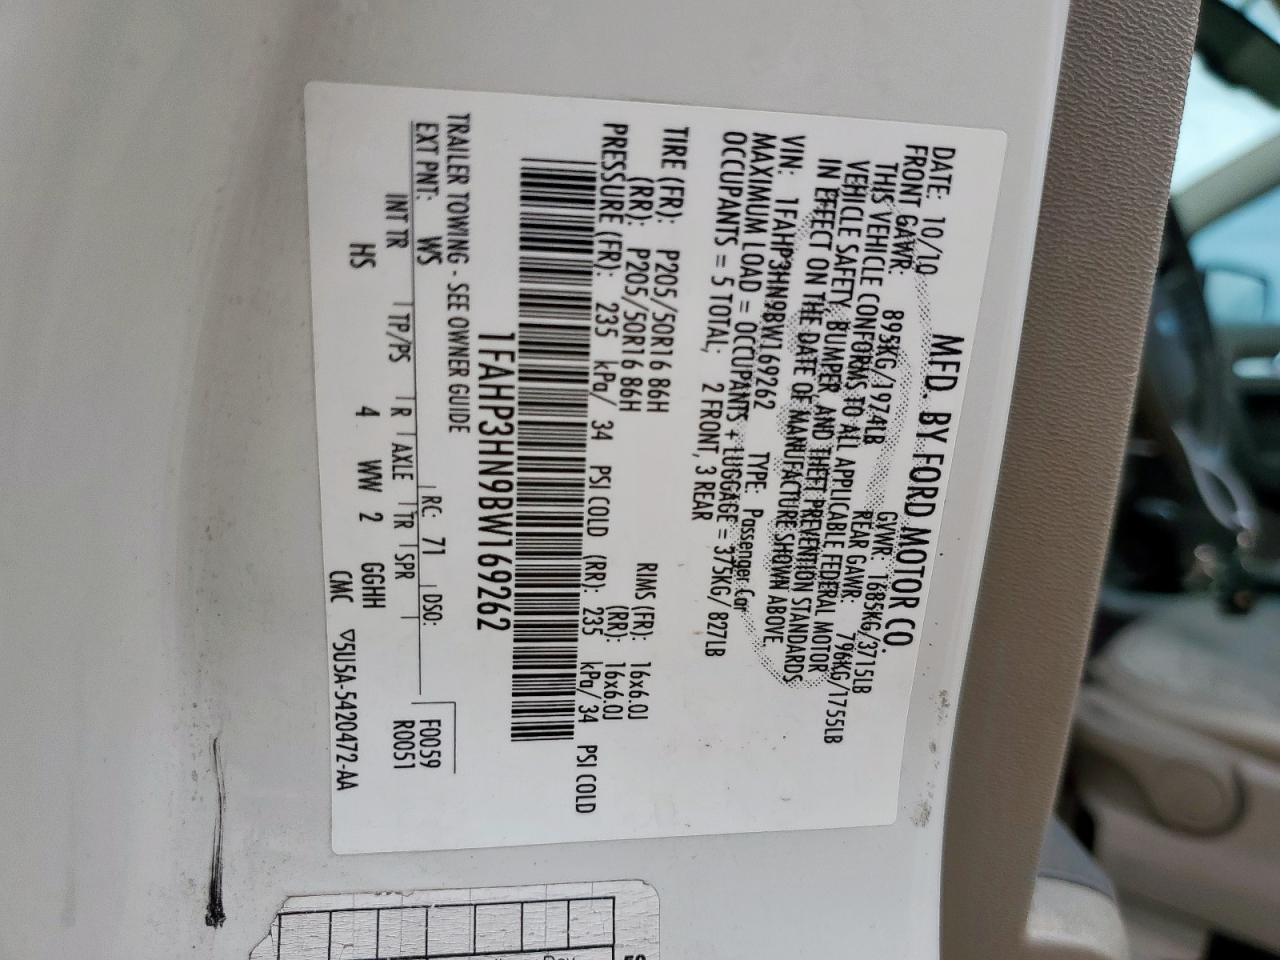 MFD. BY FORD MOTOR CO.
DATE: 10/10 GVWR: 1685KG/3715LB
FRONT GAWR: 895KG/1974LB REAR GAWR: 796KG/1755LB
THIS VEHICLE CONFORMS TO ALL APPLICABLE FEDERAL MOTOR
VEHICLE SAFETY, BUMPER, AND THEFT PREVENTION STANDARDS
IN EFFECT ON THE DATE OF MANUFACTURE SHOWN ABOVE.
VIN: 1FAHP3HN9BW169262 TYPE: Passenger Car
MAXIMUM LOAD = OCCUPANTS + LUGGAGE = 375KG/827LB
OCCUPANTS = 5 TOTAL; 2 FRONT, 3 REAR
TIRE (FR): P205/50R16 86H RIMS (FR): 16x6.0J
(RR): P205/50R16 86H (RR): 16x6.0J
PRESSURE (FR): 235 kPa/ 34 PSI COLD (RR): 235 kPa/ 34 PSI COLD
1FAHP3HN9BW169262
TRAILER TOWING - SEE OWNER GUIDE
EXT PNT: WS RC: 71 DSO: F0059
R0051
INT TR TP/PS R AXLE TR SPR
HS 4 WW 2 GGHH
CMC ▽5U5A-5420472-AA